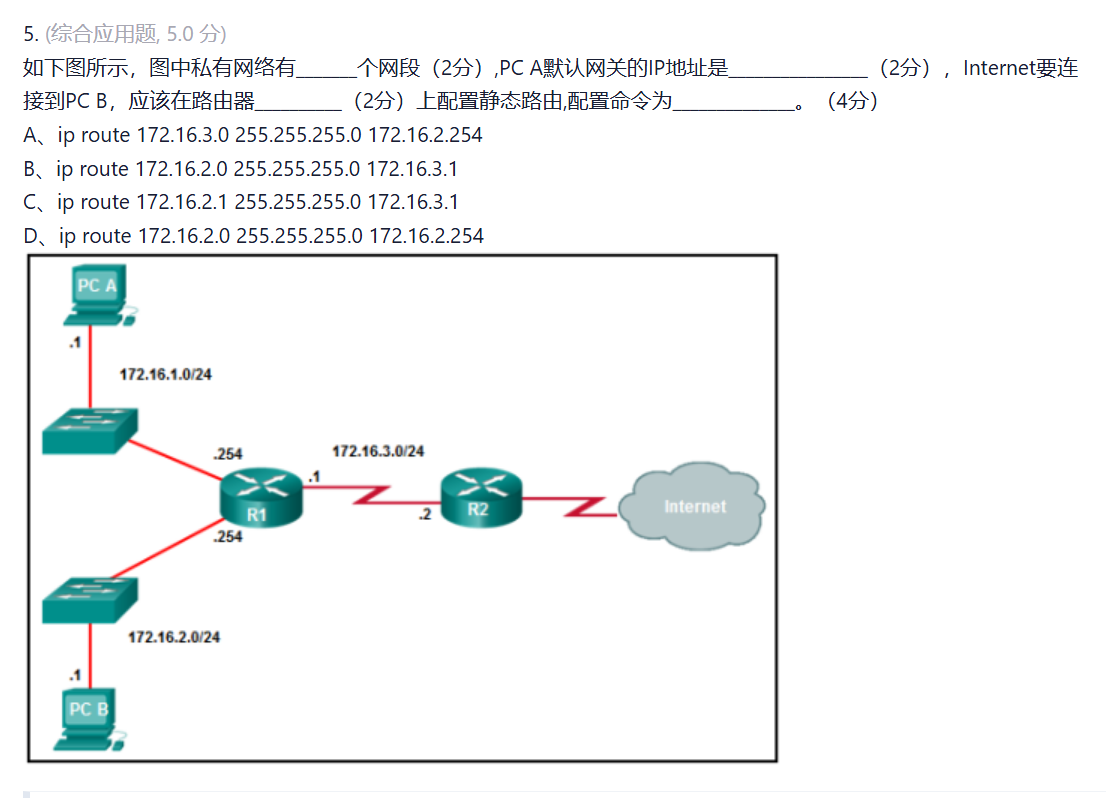 5. (综合应用题, 5.0 分)
如下图所示，图中私有网络有______个网段（2分）,PC A默认网关的IP地址是______________（2分），Internet要连
接到PC B，应该在路由器_________（2分）上配置静态路由,配置命令为____________。（4分）
A、ip route 172.16.3.0 255.255.255.0 172.16.2.254
B、ip route 172.16.2.0 255.255.255.0 172.16.3.1
C、ip route 172.16.2.1 255.255.255.0 172.16.3.1
D、ip route 172.16.2.0 255.255.255.0 172.16.2.254
PC A
.1
172.16.1.0/24
.254
172.16.3.0/24
.1
R1
.2
R2
Internet
.254
172.16.2.0/24
.1
PC B